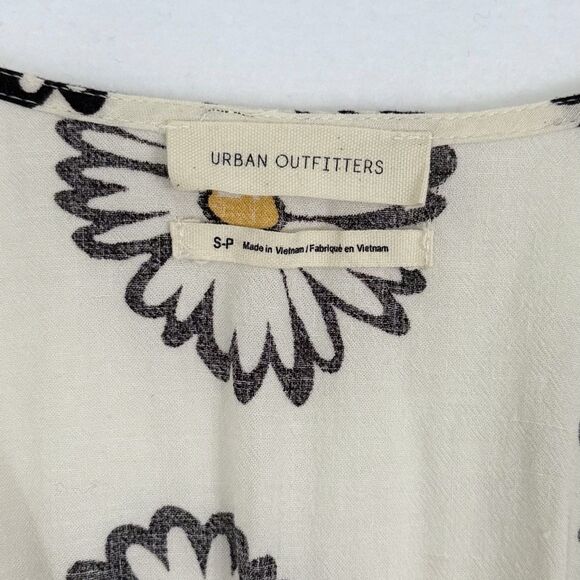 URBAN OUTFITTERS
S-P Made in Vietnam / Fabriqué en Vietnam